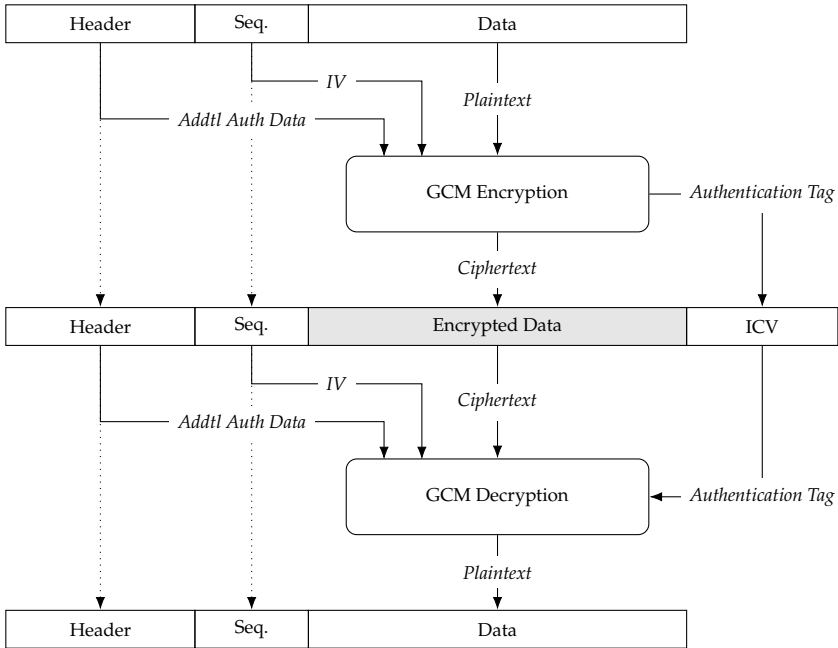 Header Seq. Data
IV
Plaintext
Addtl Auth Data
GCM Encryption
Authentication Tag
Ciphertext
Header Seq. Encrypted Data ICV
IV
Ciphertext
Addtl Auth Data
GCM Decryption
Authentication Tag
Plaintext
Header Seq. Data